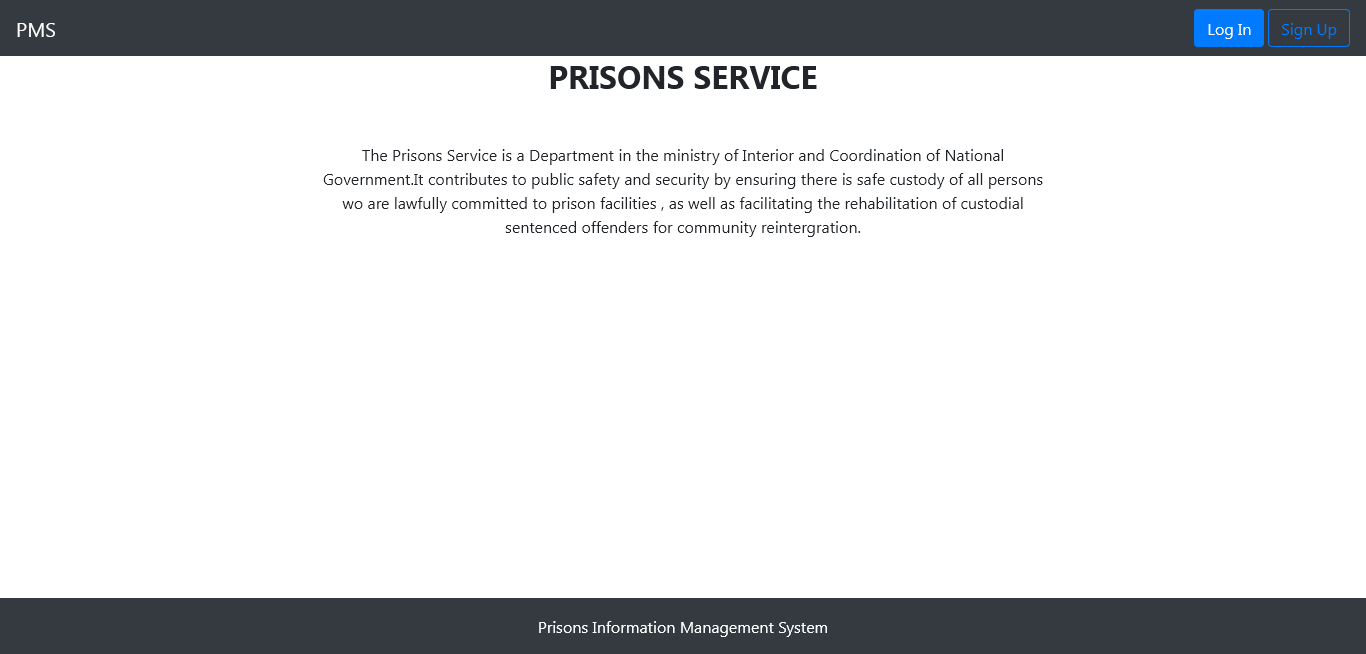 PMS
Log In
Sign Up
PRISONS SERVICE
The Prisons Service is a Department in the ministry of Interior and Coordination of National
Government.It contributes to public safety and security by ensuring there is safe custody of all persons
wo are lawfully committed to prison facilities , as well as facilitating the rehabilitation of custodial
sentenced offenders for community reintergration.
Prisons Information Management System